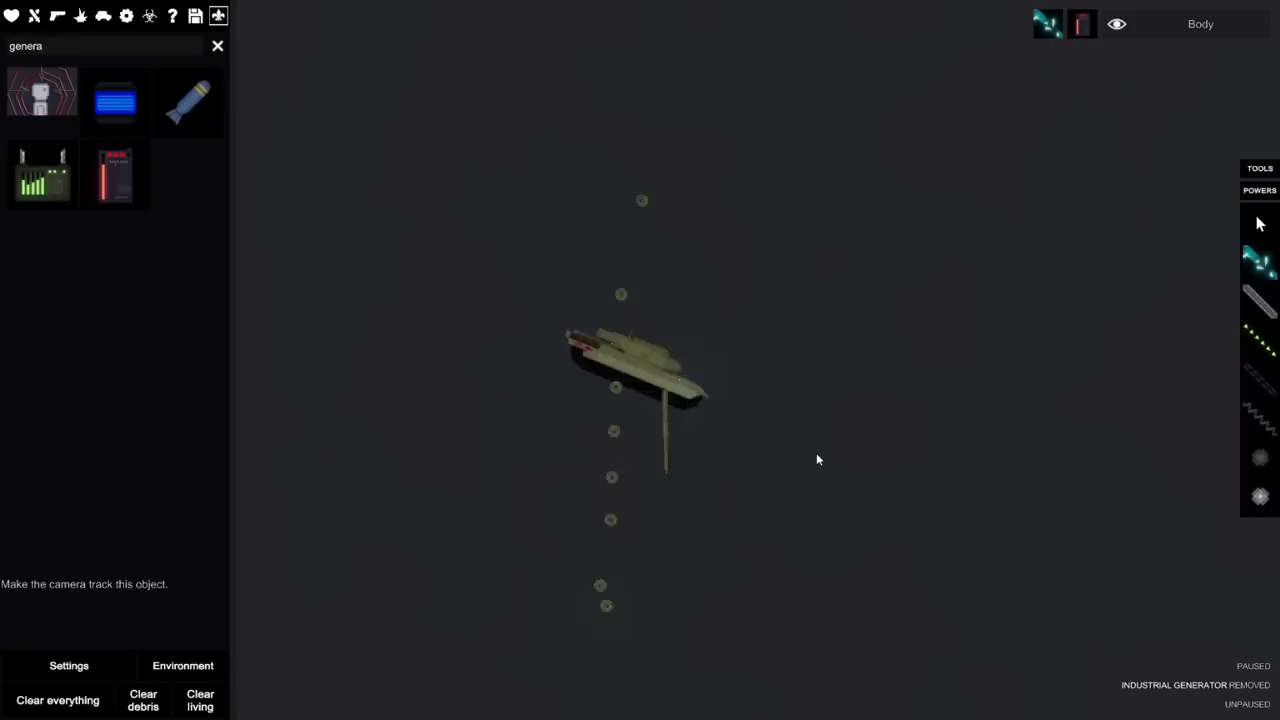 genera
Body
TOOLS
POWERS
Make the camera track this object.
Settings
Environment
Clear everything
Clear
debris
Clear
living
PAUSED
INDUSTRIAL GENERATOR REMOVED
UNPAUSED